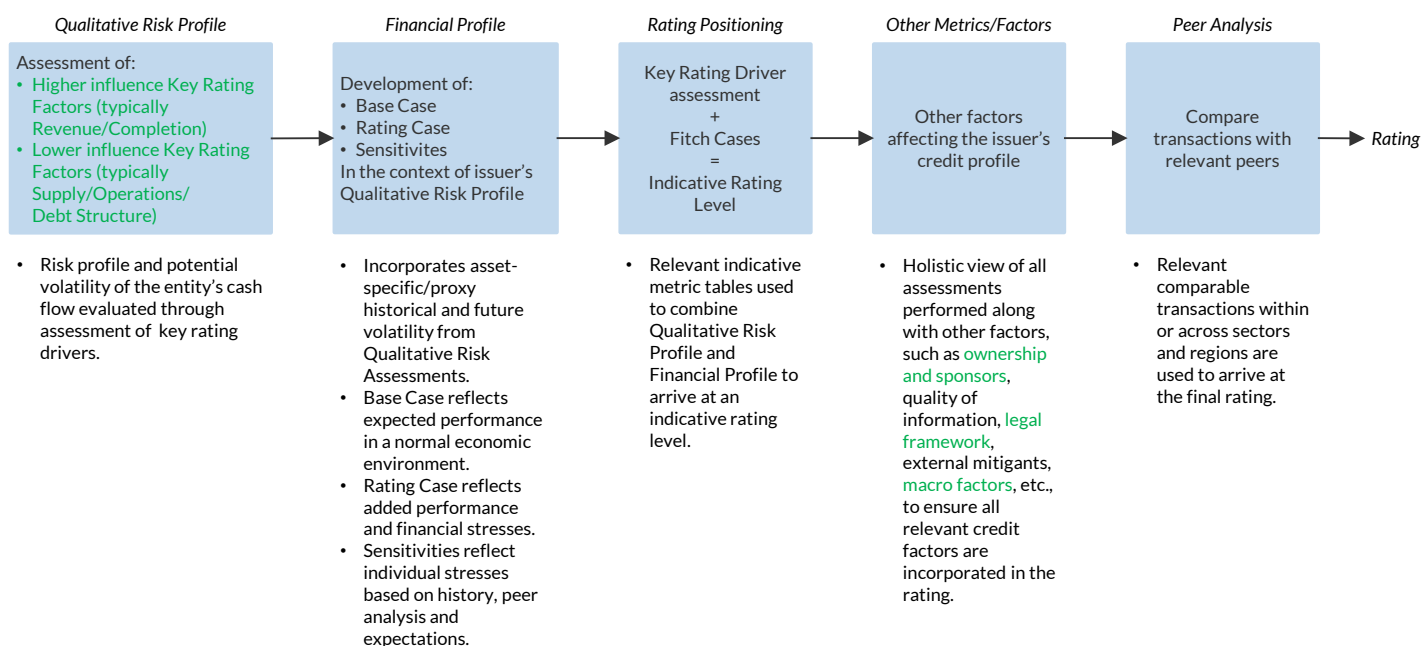 Qualitative Risk Profile
Assessment of:
• Higher influence Key Rating
Factors (typically
Revenue/Completion)
• Lower influence Key Rating
Factors (typically
Supply/Operations/
Debt Structure)
• Risk profile and potential
volatility of the entity's cash
flow evaluated through
assessment of key rating
drivers.
Financial Profile
Development of:
• Base Case
• Rating Case
• Sensitivites
In the context of issuer's
Qualitative Risk Profile
• Incorporates asset-
specific/proxy
historical and future
volatility from
Qualitative Risk
Assessments.
• Base Case reflects
expected performance
in a normal economic
environment.
• Rating Case reflects
added performance
and financial stresses.
• Sensitivities reflect
individual stresses
based on history, peer
analysis and
expectations.
Rating Positioning
Key Rating Driver
assessment
+
Fitch Cases
=
Indicative Rating
Level
• Relevant indicative
metric tables used
to combine
Qualitative Risk
Profile and
Financial Profile to
arrive at an
indicative rating
level.
Other Metrics/Factors
Other factors
affecting the issuer's
credit profile
• Holistic view of all
assessments
performed along
with other factors,
such as ownership
and sponsors,
quality of
information, legal
framework,
external mitigants,
macro factors, etc.,
to ensure all
relevant credit
factors are
incorporated in the
rating.
Peer Analysis
Compare
transactions with
relevant peers
• Relevant
comparable
transactions within
or across sectors
and regions are
used to arrive at
the final rating.
Rating